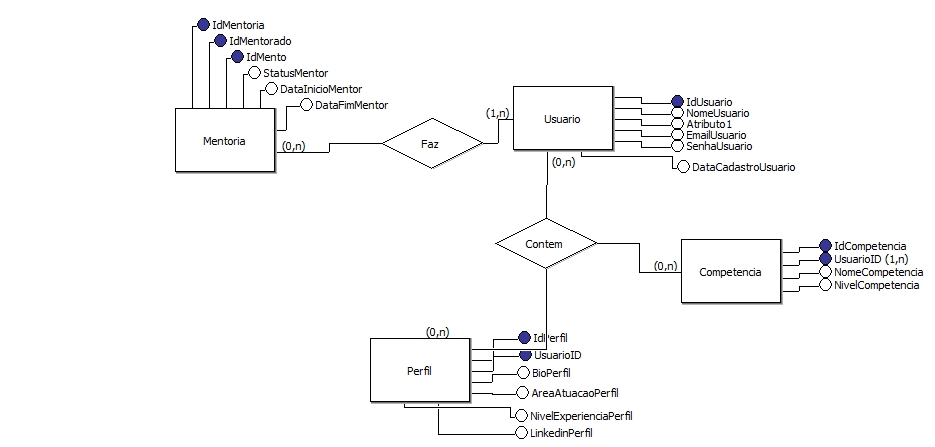 IdMentoria
IdMentorado
IdMento
StatusMentor
DataInicioMentor
DataFimMentor
Mentoria
(0,n)
Faz
(1,n)
Usuario
IdUsuario
NomeUsuario
Atributo1
EmailUsuario
SenhaUsuario
DataCadastroUsuario
(0,n)
Contem
(0,n)
Competencia
IdCompetencia
UsuarioID (1,n)
NomeCompetencia
NivelCompetencia
(0,n)
Perfil
IdPerfil
UsuarioID
BioPerfil
AreaAtuacaoPerfil
NivelExperienciaPerfil
LinkedinPerfil